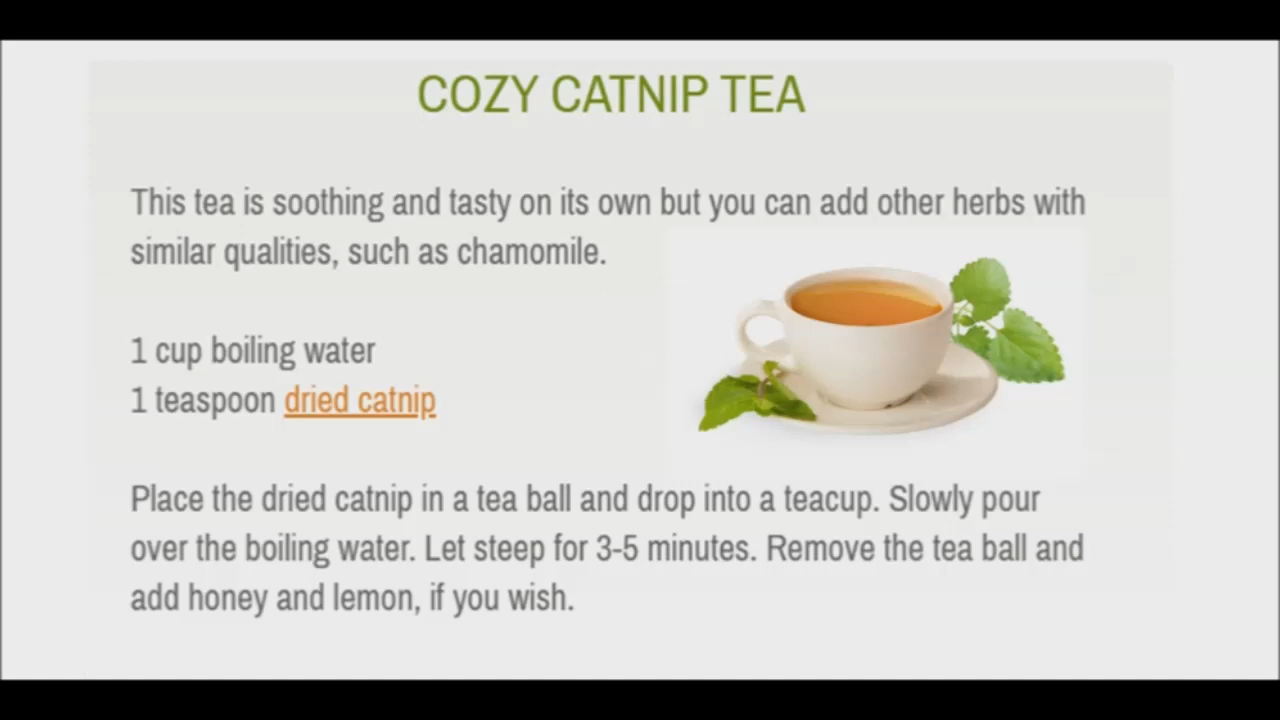 COZY CATNIP TEA
This tea is soothing and tasty on its own but you can add other herbs with
similar qualities, such as chamomile.
1 cup boiling water
1 teaspoon dried catnip
Place the dried catnip in a tea ball and drop into a teacup. Slowly pour
over the boiling water. Let steep for 3-5 minutes. Remove the tea ball and
add honey and lemon, if you wish.